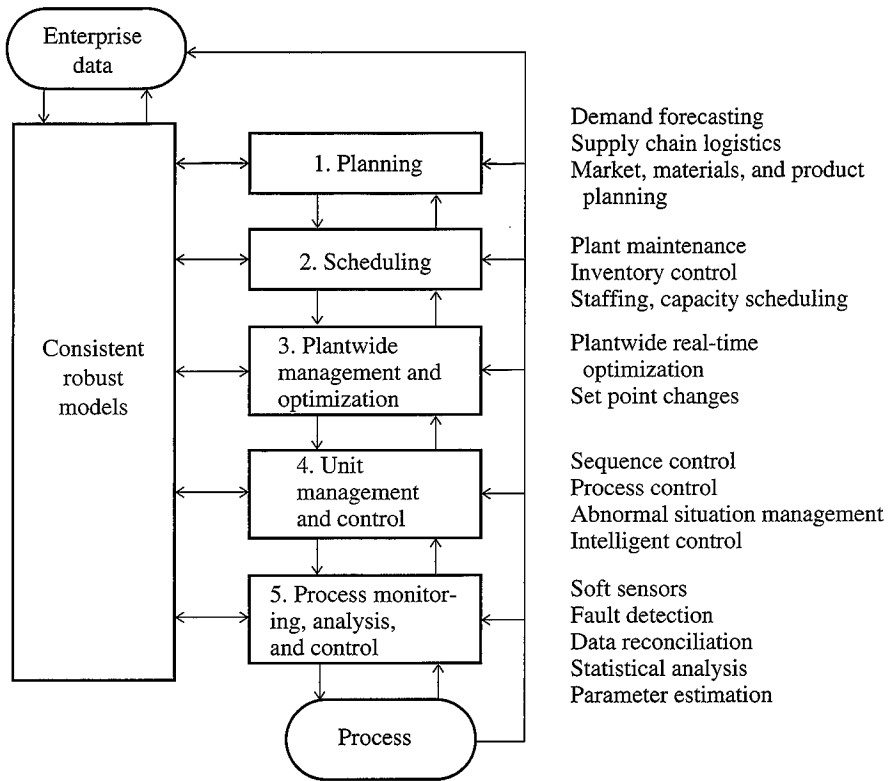 Enterprise
data
Demand forecasting
Supply chain logistics
Market, materials, and product
planning
1. Planning
Plant maintenance
Inventory control
Staffing, capacity scheduling
2. Scheduling
Consistent
robust
models
3. Plantwide
management and
optimization
Plantwide real-time
optimization
Set point changes
4. Unit
management
and control
Sequence control
Process control
Abnormal situation management
Intelligent control
5. Process monitor-
ing, analysis,
and control
Soft sensors
Fault detection
Data reconciliation
Statistical analysis
Parameter estimation
Process